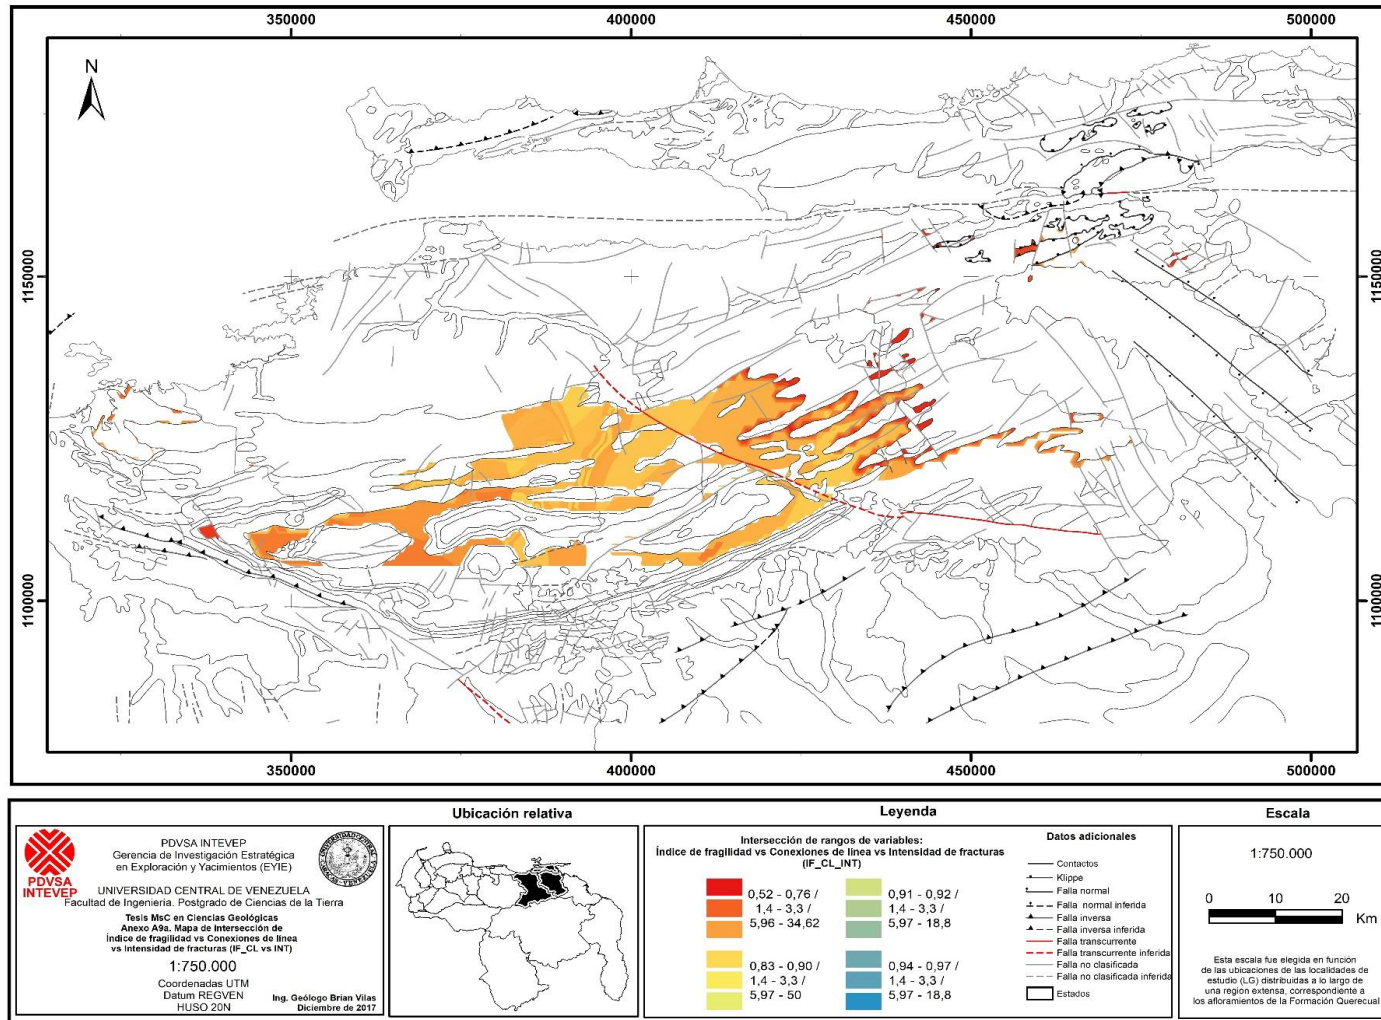 350000
400000
450000
500000
N
1150000
1150000
1100000
1100000
350000
400000
450000
500000
PDVSA
INTEVEP
PDVSA INTEVEP
Gerencia de Investigación Estratégica
en Exploración y Yacimientos (EYIE)
UNIVERSIDAD CENTRAL DE VENEZUELA
Facultad de Ingenieria. Postgrado de Ciencias de la Tierra
Tesis MsC en Ciencias Geológicas
Anexo A9a. Mapa de Intersección de
Índice de fragilidad vs Conexiones de línea
vs Intensidad de fracturas (IF_CL vs INT)
1:750.000
Coordenadas UTM
Datum REGVEN
HUSO 20N
Ing. Geólogo Brian Vilas
Diciembre de 2017
Ubicación relativa
Leyenda
Intersección de rangos de variables:
Índice de fragilidad vs Conexiones de línea vs Intensidad de fracturas
(IF_CL_INT)
0,52 - 0,76 /
1,4 - 3,3 /
5,96 - 34,62
0,83 - 0,90 /
1,4 - 3,3 /
5,97 - 50
0,91 - 0,92 /
1,4 - 3,3 /
5,97 - 18,8
0,94 - 0,97 /
1,4 - 3,3 /
5,97 - 18,8
Datos adicionales
Contactos
Klippe
Falla normal
Falla normal inferida
Falla inversa
Falla inversa inferida
Falla transcurrente
Falla transcurrente inferida
Falla no clasificada
Falla no clasificada inferida
Estados
Escala
1:750.000
0 10 20
Km
Esta escala fue elegida en función
de las ubicaciones de las localidades de
estudio (LG) distribuidas a lo largo de
una región extensa, correspondiente a
los afloramientos de la Formación Querecual